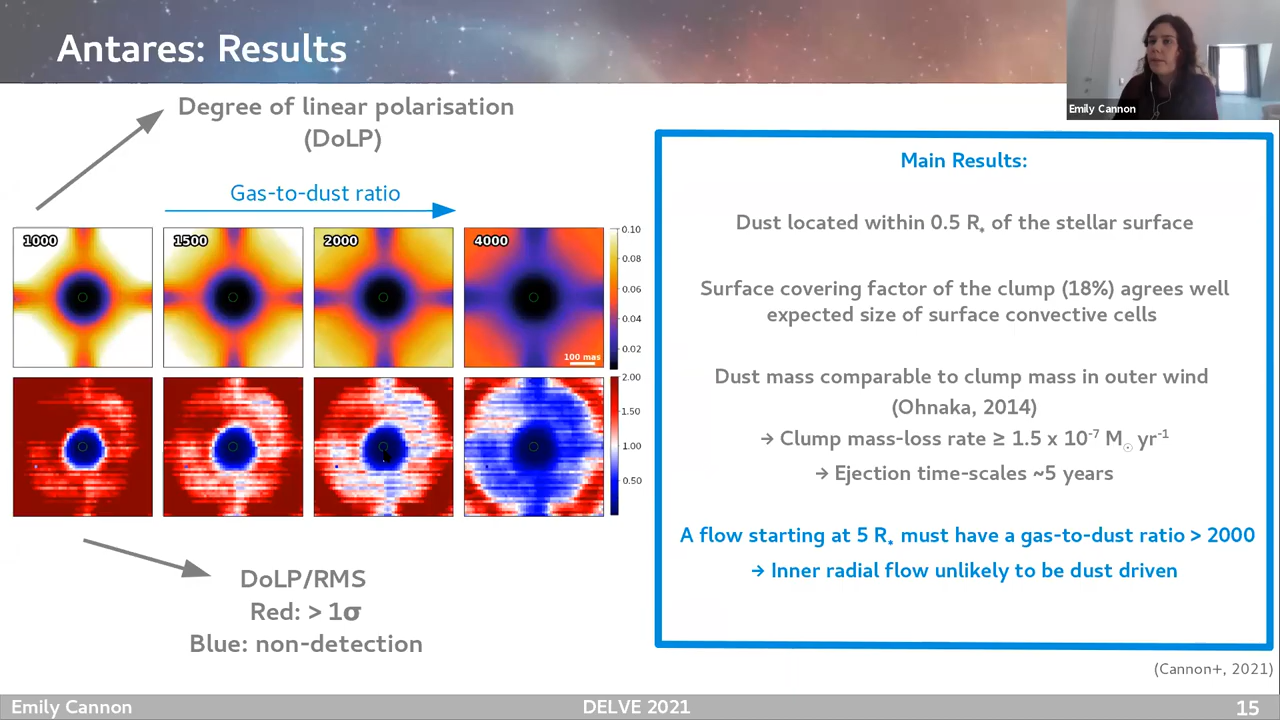 Antares: Results
Emily Cannon
Degree of linear polarisation
(DoLP)
Gas-to-dust ratio
1000
1500
2000
4000
100 mas
0.10
0.08
0.06
0.04
0.02
2.00
1.50
1.00
0.50
DoLP/RMS
Red: > 1σ
Blue: non-detection
Main Results:
Dust located within 0.5 R⁎ of the stellar surface
Surface covering factor of the clump (18%) agrees well
expected size of surface convective cells
Dust mass comparable to clump mass in outer wind
(Ohnaka, 2014)
→ Clump mass-loss rate ≥ 1.5 x 10⁻⁷ M☉ yr⁻¹
→ Ejection time-scales ~5 years
A flow starting at 5 R⁎ must have a gas-to-dust ratio > 2000
→ Inner radial flow unlikely to be dust driven
(Cannon+, 2021)
Emily Cannon
DELVE 2021
15